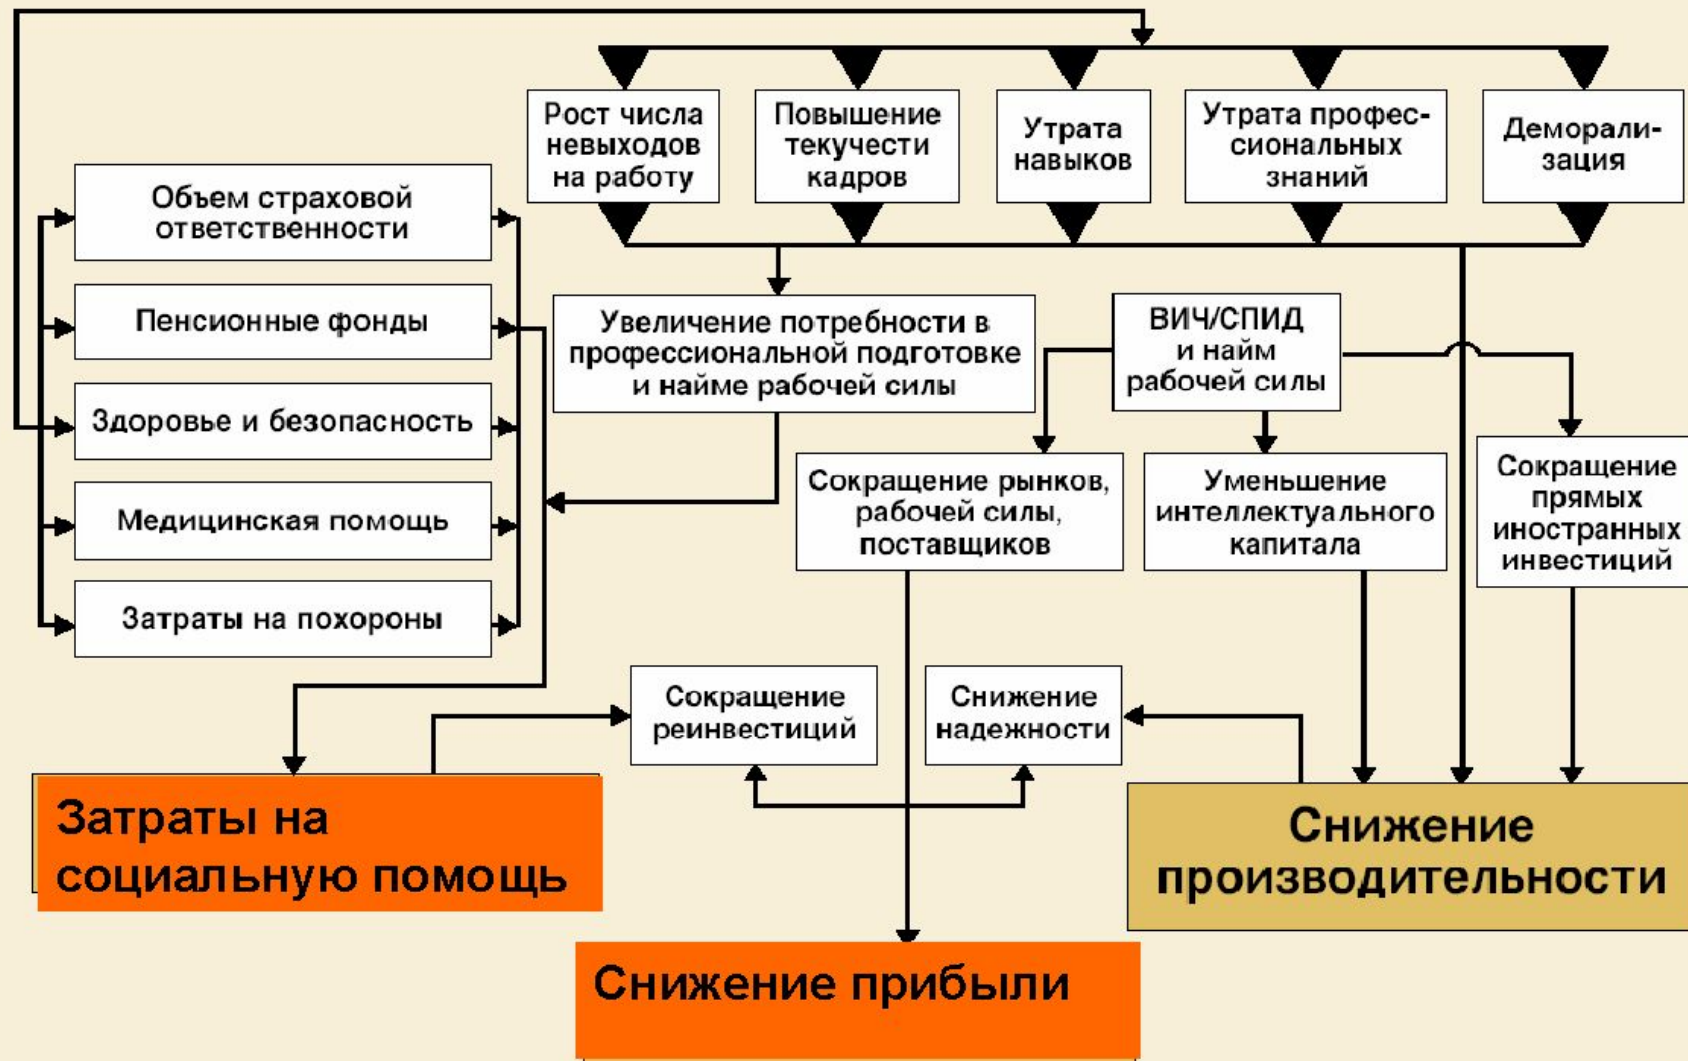 Рост числа
невыходов
на работу
Повышение
текучести
кадров
Утрата
навыков
Утрата профес-
сиональных
знаний
Деморали-
зация
Объем страховой
ответственности
Пенсионные фонды
Здоровье и безопасность
Медицинская помощь
Затраты на похороны
Увеличение потребности в
профессиональной подготовке
и найме рабочей силы
ВИЧ/СПИД
и найм
рабочей силы
Сокращение рынков,
рабочей силы,
поставщиков
Уменьшение
интеллектуального
капитала
Сокращение
прямых
иностранных
инвестиций
Сокращение
реинвестиций
Снижение
надежности
Затраты на
социальную помощь
Снижение
производительности
Снижение прибыли